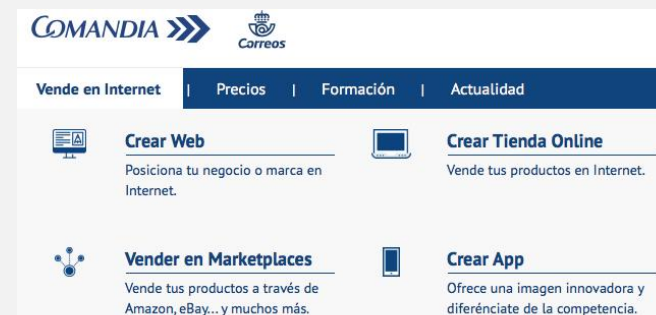 COMANDIA
Correos
Vende en Internet | Precios | Formación | Actualidad
Crear Web
Posiciona tu negocio o marca en
Internet.
Crear Tienda Online
Vende tus productos en Internet.
Vender en Marketplaces
Vende tus productos a través de
Amazon, eBay... y muchos más.
Crear App
Ofrece una imagen innovadora y
diferénciate de la competencia.